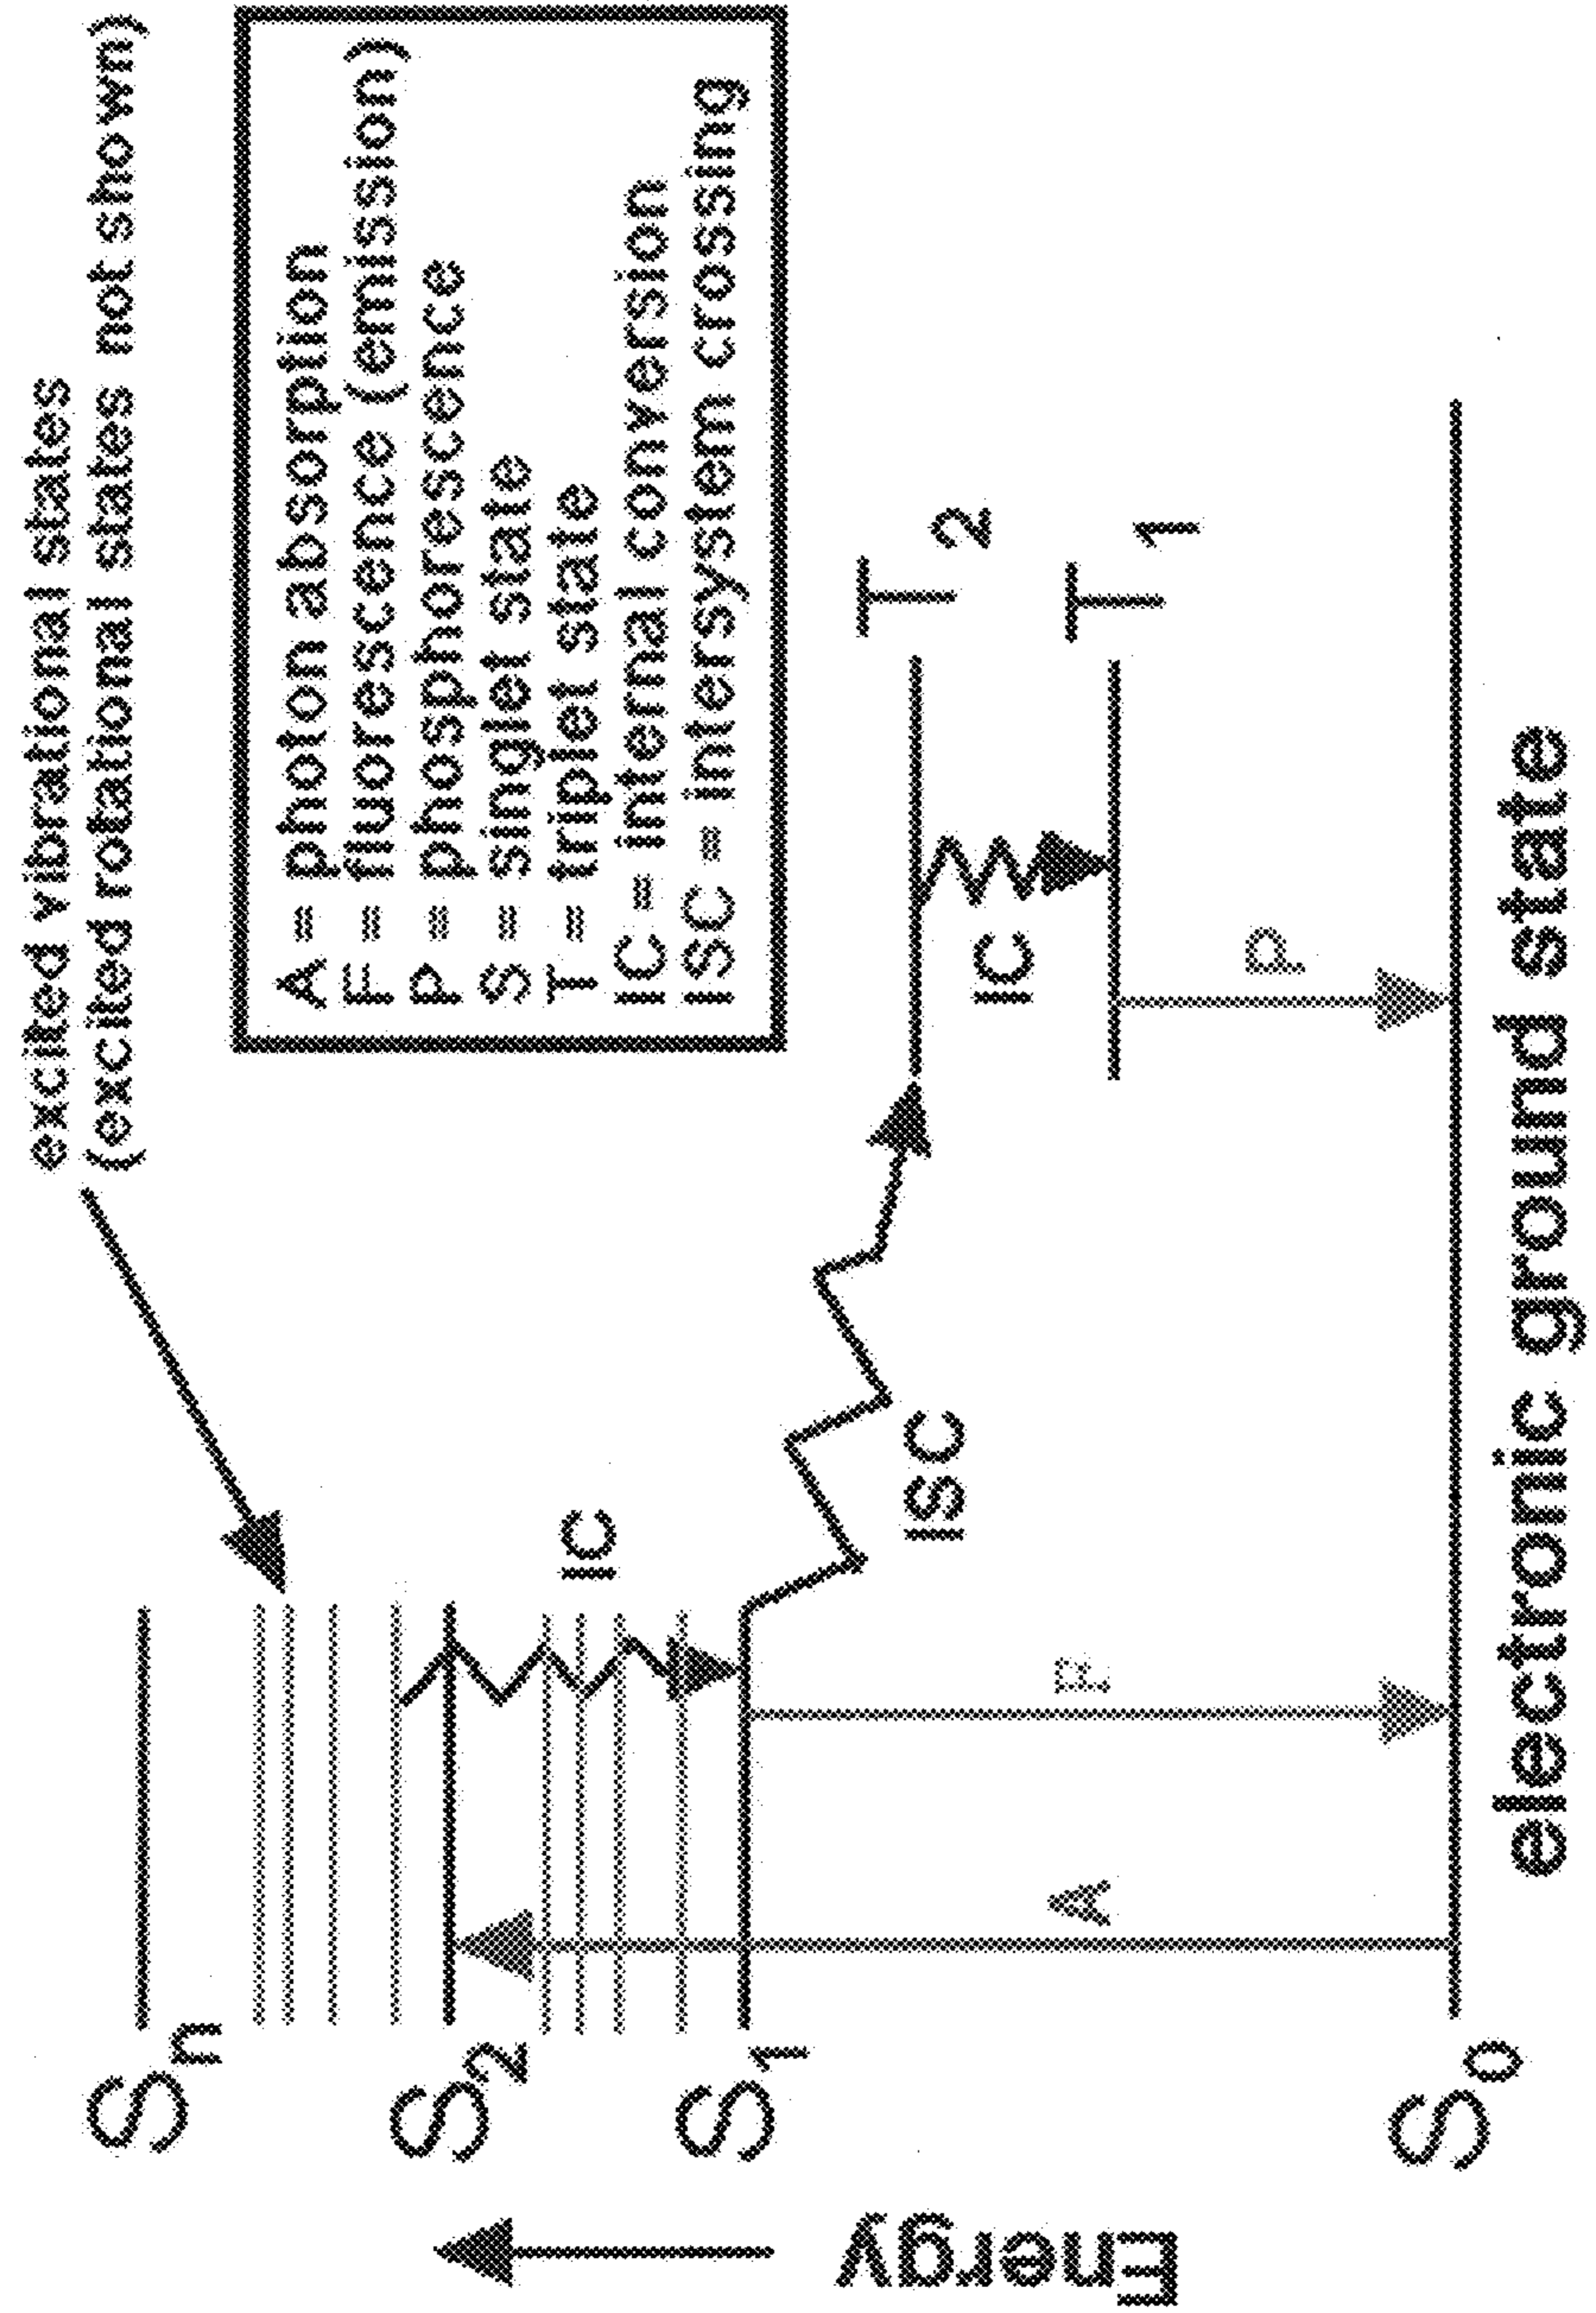 excited vibrational states
(excited rotational states not shown)
A = photon absorption
F = fluorescence (emission)
P = phosphorescence
S = singlet state
T = triplet state
IC = internal conversion
ISC = intersystem crossing
Energy
Sn
S2
S1
S0
IC
ISC
A
F
T2
T1
IC
P
electronic ground state